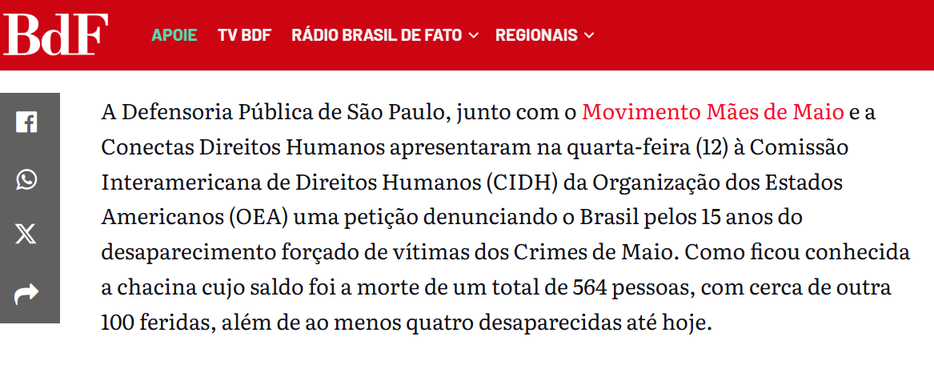 BdF APOIE TV BDF RÁDIO BRASIL DE FATO REGIONAIS
A Defensoria Pública de São Paulo, junto com o Movimento Mães de Maio e a
Conectas Direitos Humanos apresentaram na quarta-feira (12) à Comissão
Interamericana de Direitos Humanos (CIDH) da Organização dos Estados
Americanos (OEA) uma petição denunciando o Brasil pelos 15 anos do
desaparecimento forçado de vítimas dos Crimes de Maio. Como ficou conhecida
a chacina cujo saldo foi a morte de um total de 564 pessoas, com cerca de outra
100 feridas, além de ao menos quatro desaparecidas até hoje.